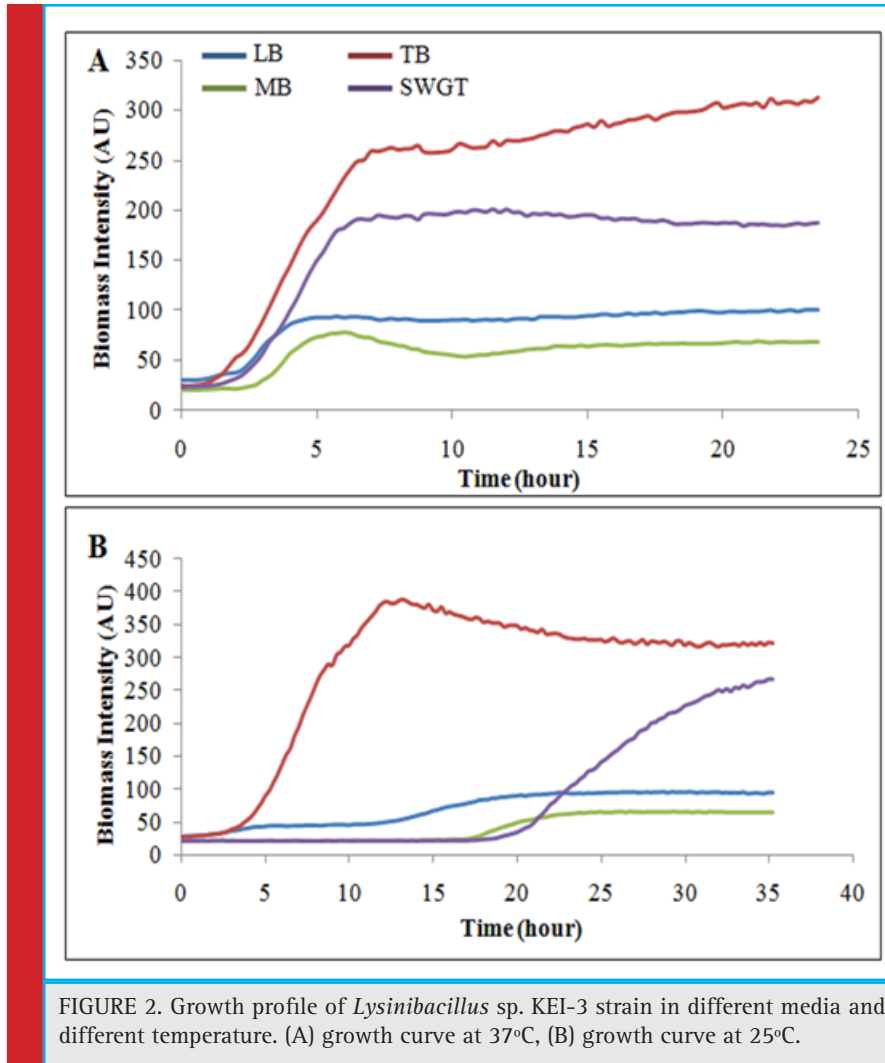 A
LB
TB
MB
SWGT
Biomass Intensity (AU)
350
300
250
200
150
100
50
0
0 5 10 15 20 25
Time (hour)
B
Biomass Intensity (AU)
450
400
350
300
250
200
150
100
50
0
0 5 10 15 20 25 30 35 40
Time (hour)
FIGURE 2. Growth profile of Lysinibacillus sp. KEI-3 strain in different media and
different temperature. (A) growth curve at 37ºC, (B) growth curve at 25ºC.